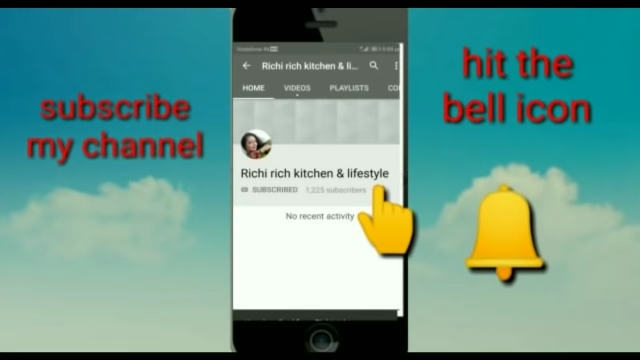 subscribe
my channel
Richi rich kitchen & li...
HOME VIDEOS PLAYLISTS CO
Richi rich kitchen & lifestyle
SUBSCRIBED 1,225 subscribers
No recent activity
hit the
bell icon